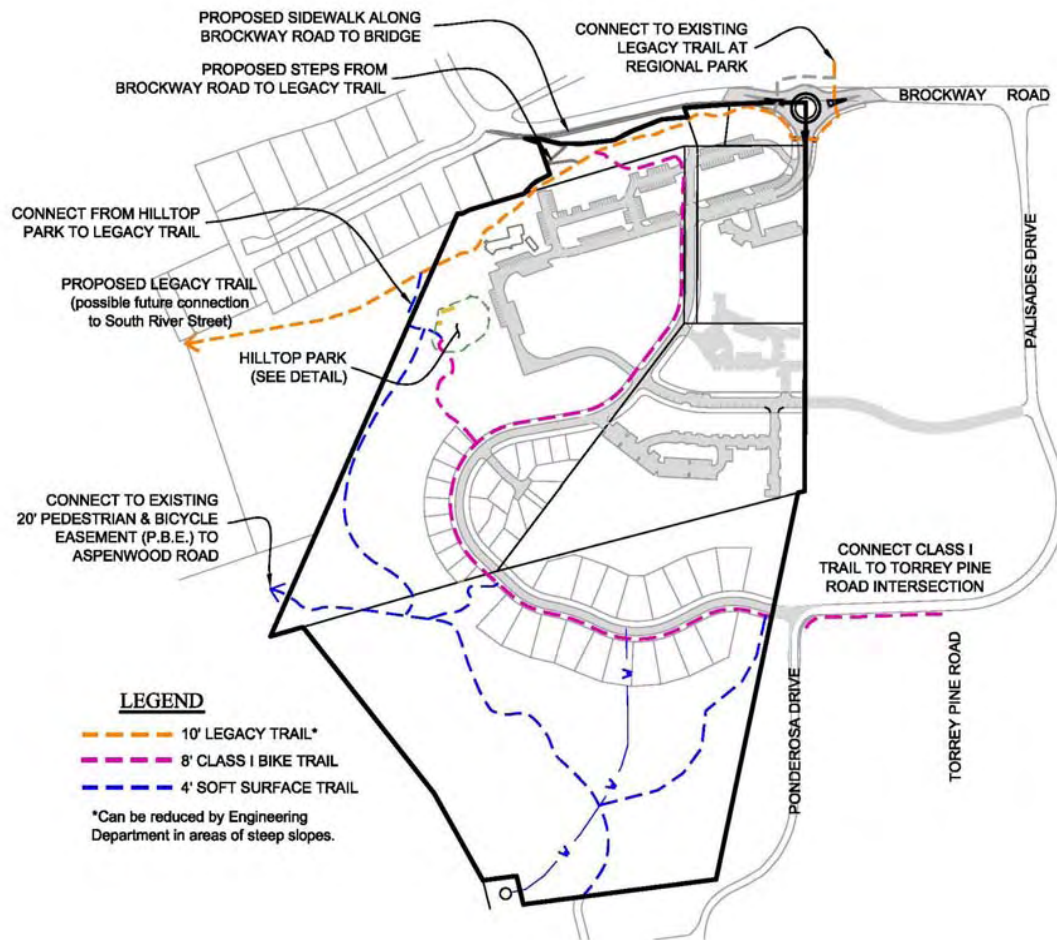 PROPOSED SIDEWALK ALONG
BROCKWAY ROAD TO BRIDGE
PROPOSED STEPS FROM
BROCKWAY ROAD TO LEGACY TRAIL
CONNECT TO EXISTING
LEGACY TRAIL AT
REGIONAL PARK
BROCKWAY ROAD
CONNECT FROM HILLTOP
PARK TO LEGACY TRAIL
PROPOSED LEGACY TRAIL
(possible future connection
to South River Street)
HILLTOP PARK
(SEE DETAIL)
PALISADES DRIVE
CONNECT TO EXISTING
20' PEDESTRIAN & BICYCLE
EASEMENT (P.B.E.) TO
ASPENWOOD ROAD
CONNECT CLASS I
TRAIL TO TORREY PINE
ROAD INTERSECTION
PONDEROSA DRIVE
TORREY PINE ROAD
LEGEND
10' LEGACY TRAIL*
8' CLASS I BIKE TRAIL
4' SOFT SURFACE TRAIL
*Can be reduced by Engineering
Department in areas of steep slopes.